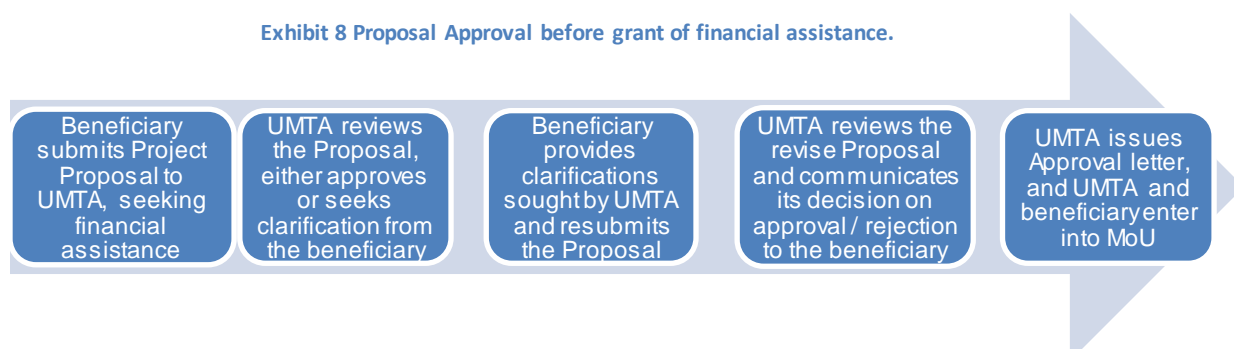 Exhibit 8 Proposal Approval before grant of financial assistance.
Beneficiary
submits Project
Proposal to
UMTA, seeking
financial
assistance
UMTA reviews
the Proposal,
either approves
or seeks
clarification from
the beneficiary
Beneficiary
provides
clarifications
sought by UMTA
and resubmits
the Proposal
UMTA reviews the
revise Proposal
and communicates
its decision on
approval / rejection
to the beneficiary
UMTA issues
Approval letter,
and UMTA and
beneficiary enter
into MoU